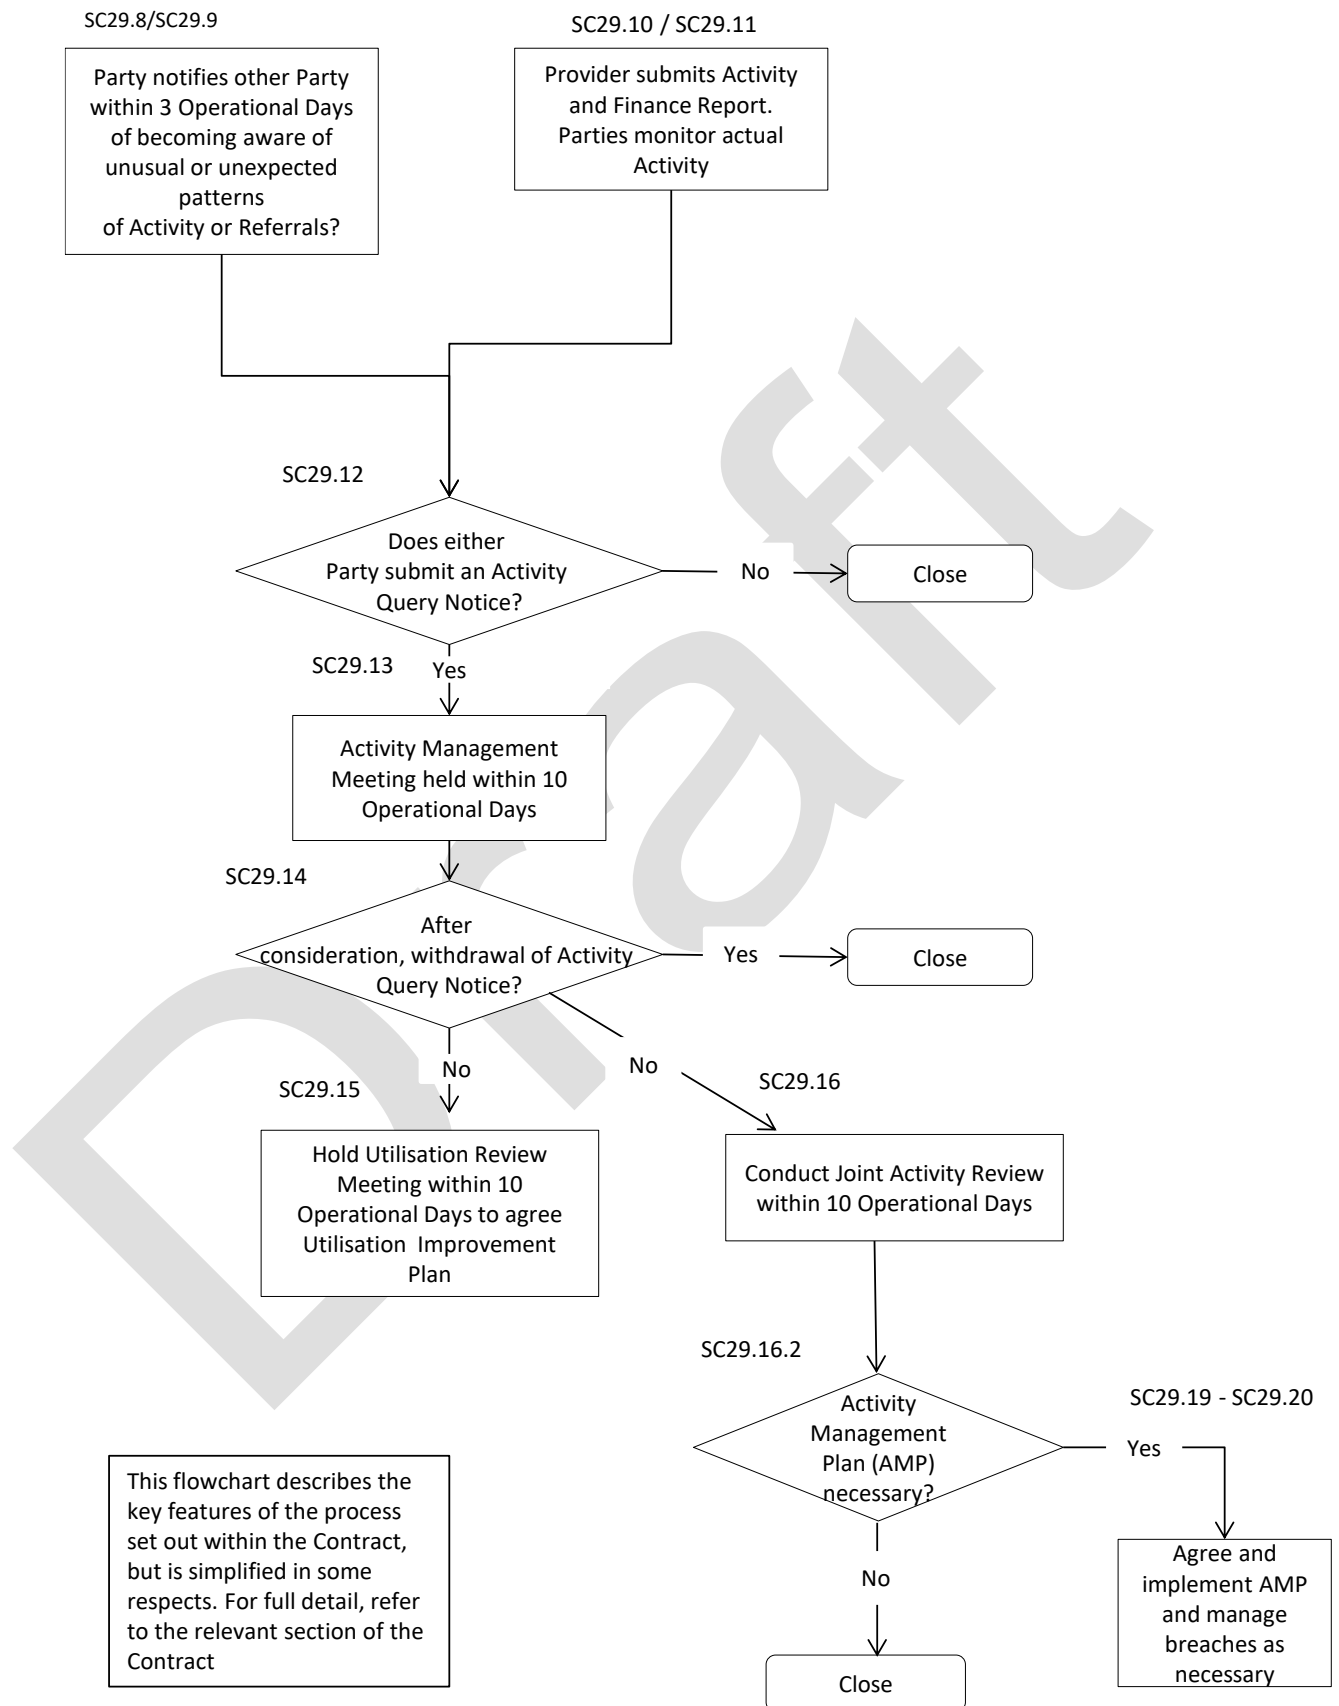 SC29.8/SC29.9
Party notifies other Party
within 3 Operational Days
of becoming aware of
unusual or unexpected
patterns
of Activity or Referrals?
SC29.10 / SC29.11
Provider submits Activity
and Finance Report.
Parties monitor actual
Activity
SC29.12
Does either
Party submit an Activity
Query Notice?
No
Close
SC29.13
Yes
Activity Management
Meeting held within 10
Operational Days
SC29.14
After
consideration, withdrawal of Activity
Query Notice?
Yes
Close
No
No
SC29.15
Hold Utilisation Review
Meeting within 10
Operational Days to agree
Utilisation Improvement
Plan
SC29.16
Conduct Joint Activity Review
within 10 Operational Days
SC29.16.2
Activity
Management
Plan (AMP)
necessary?
SC29.19 - SC29.20
Yes
Agree and
implement AMP
and manage
breaches as
necessary
No
Close
This flowchart describes the
key features of the process
set out within the Contract,
but is simplified in some
respects. For full detail, refer
to the relevant section of the
Contract
Draft